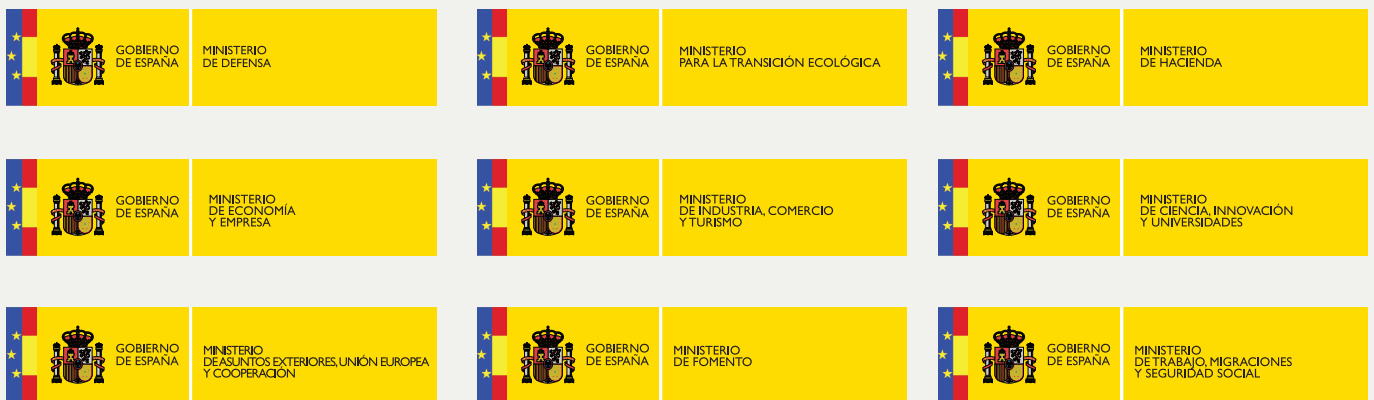 GOBIERNO
DE ESPAÑA
MINISTERIO
DE DEFENSA
GOBIERNO
DE ESPAÑA
MINISTERIO
PARA LA TRANSICIÓN ECOLÓGICA
GOBIERNO
DE ESPAÑA
MINISTERIO
DE HACIENDA
GOBIERNO
DE ESPAÑA
MINISTERIO
DE ECONOMÍA
Y EMPRESA
GOBIERNO
DE ESPAÑA
MINISTERIO
DE INDUSTRIA, COMERCIO
Y TURISMO
GOBIERNO
DE ESPAÑA
MINISTERIO
DE CIENCIA, INNOVACIÓN
Y UNIVERSIDADES
GOBIERNO
DE ESPAÑA
MINISTERIO
DE ASUNTOS EXTERIORES, UNIÓN EUROPEA
Y COOPERACIÓN
GOBIERNO
DE ESPAÑA
MINISTERIO
DE FOMENTO
GOBIERNO
DE ESPAÑA
MINISTERIO
DE TRABAJO, MIGRACIONES
Y SEGURIDAD SOCIAL